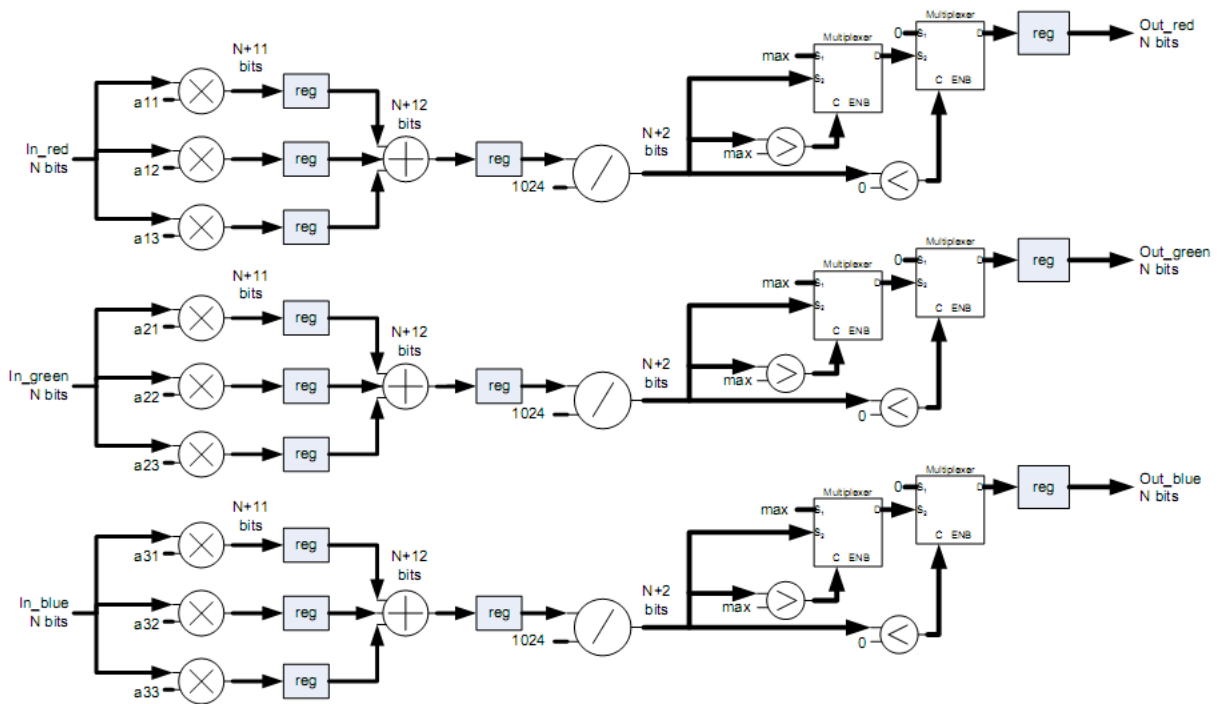 Multiplexer
0
S₁
D
reg
Out_red
N bits
Multiplexer
max
S₁
D
S₂
S₂
C ENB
C ENB
N+11
bits
a11
reg
N+12
bits
N+2
bits
max
>
In_red
N bits
a12
reg
reg
1024
0
<
a13
reg
Multiplexer
0
S₁
D
reg
Out_green
N bits
Multiplexer
max
S₁
D
S₂
S₂
C ENB
C ENB
N+11
bits
a21
reg
N+12
bits
N+2
bits
max
>
In_green
N bits
a22
reg
reg
1024
0
<
a23
reg
Multiplexer
0
S₁
D
reg
Out_blue
N bits
Multiplexer
max
S₁
D
S₂
S₂
C ENB
C ENB
N+11
bits
a31
reg
N+12
bits
N+2
bits
max
>
In_blue
N bits
a32
reg
reg
1024
0
<
a33
reg